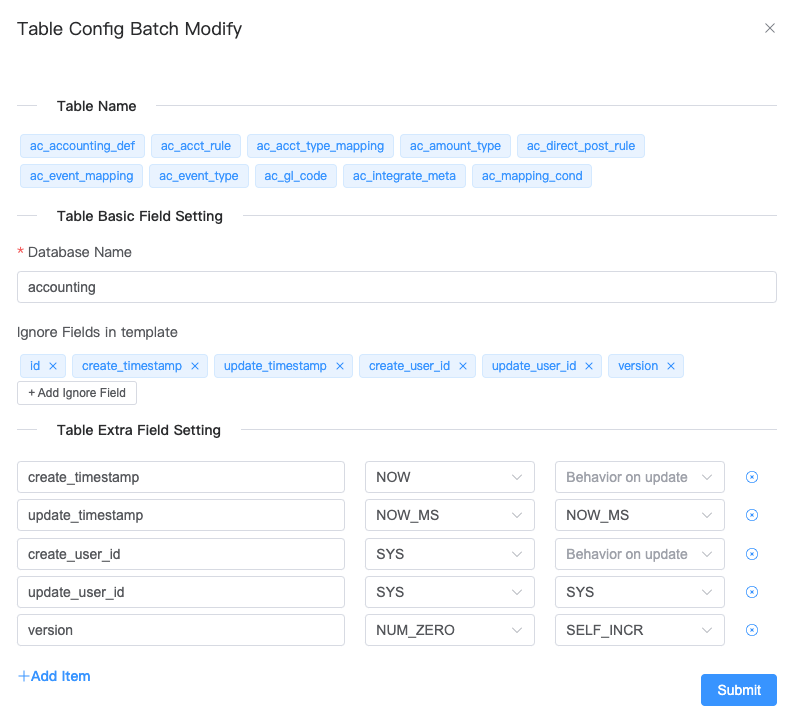 Table Config Batch Modify
Table Name
ac_accounting_def ac_acct_rule ac_acct_type_mapping ac_amount_type ac_direct_post_rule
ac_event_mapping ac_event_type ac_gl_code ac_integrate_meta ac_mapping_cond
Table Basic Field Setting
* Database Name
accounting
Ignore Fields in template
id create_timestamp update_timestamp create_user_id update_user_id version
+ Add Ignore Field
Table Extra Field Setting
create_timestamp NOW Behavior on update
update_timestamp NOW_MS NOW_MS
create_user_id SYS Behavior on update
update_user_id SYS SYS
version NUM_ZERO SELF_INCR
+Add Item
Submit